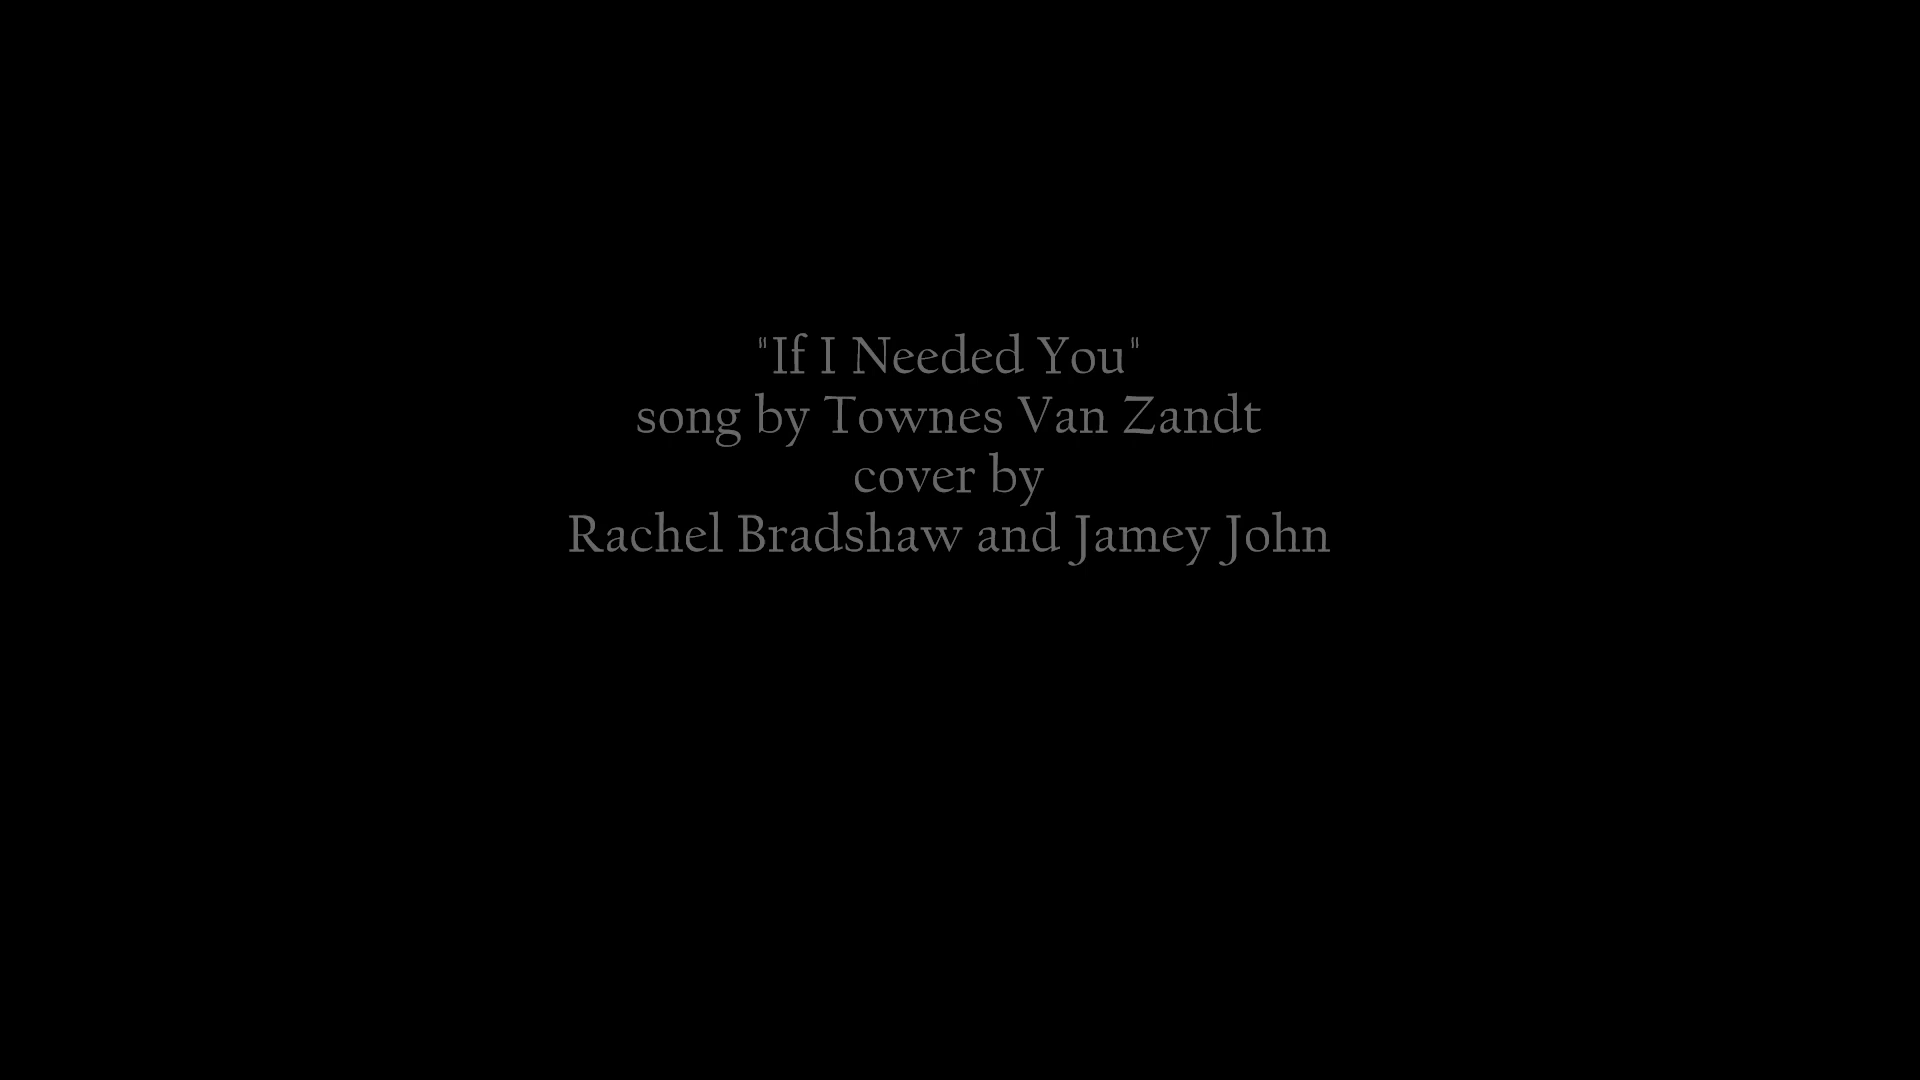 "If I Needed You"
song by Townes Van Zandt
cover by
Rachel Bradshaw and Jamey John